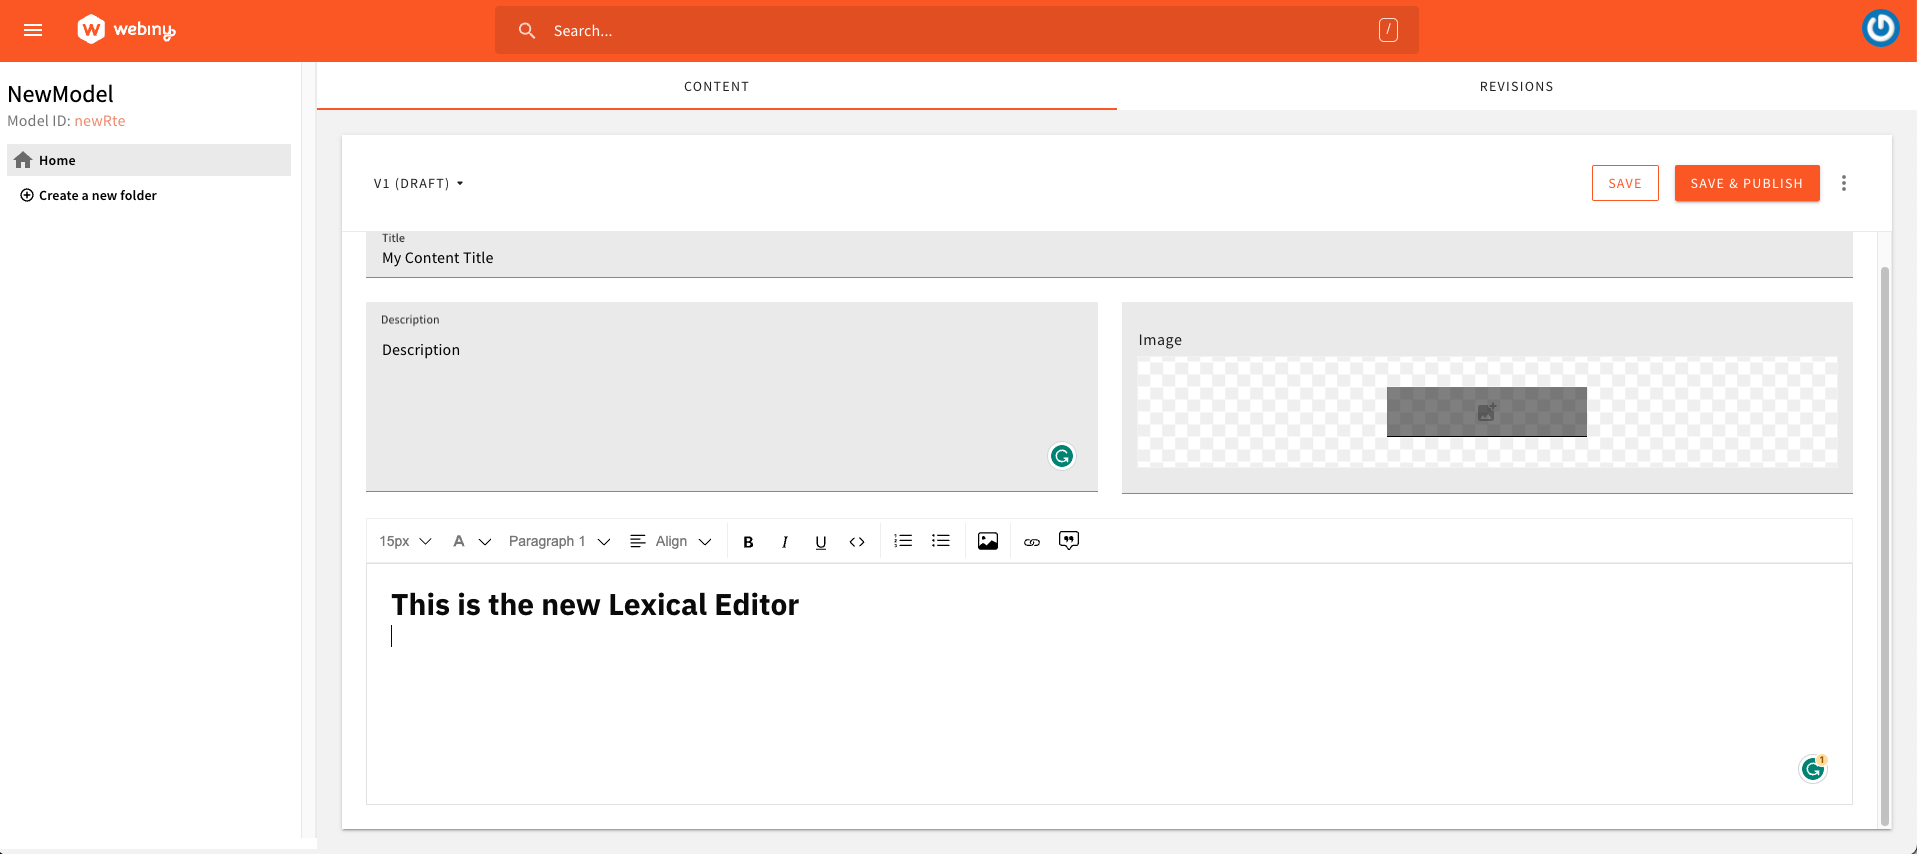 webiny
Search...
/
NewModel
Model ID: newRte
Home
Create a new folder
CONTENT
REVISIONS
V1 (DRAFT)
SAVE
SAVE & PUBLISH
Title
My Content Title
Description
Description
Image
15px
A
Paragraph 1
Align
B
I
U
This is the new Lexical Editor
1